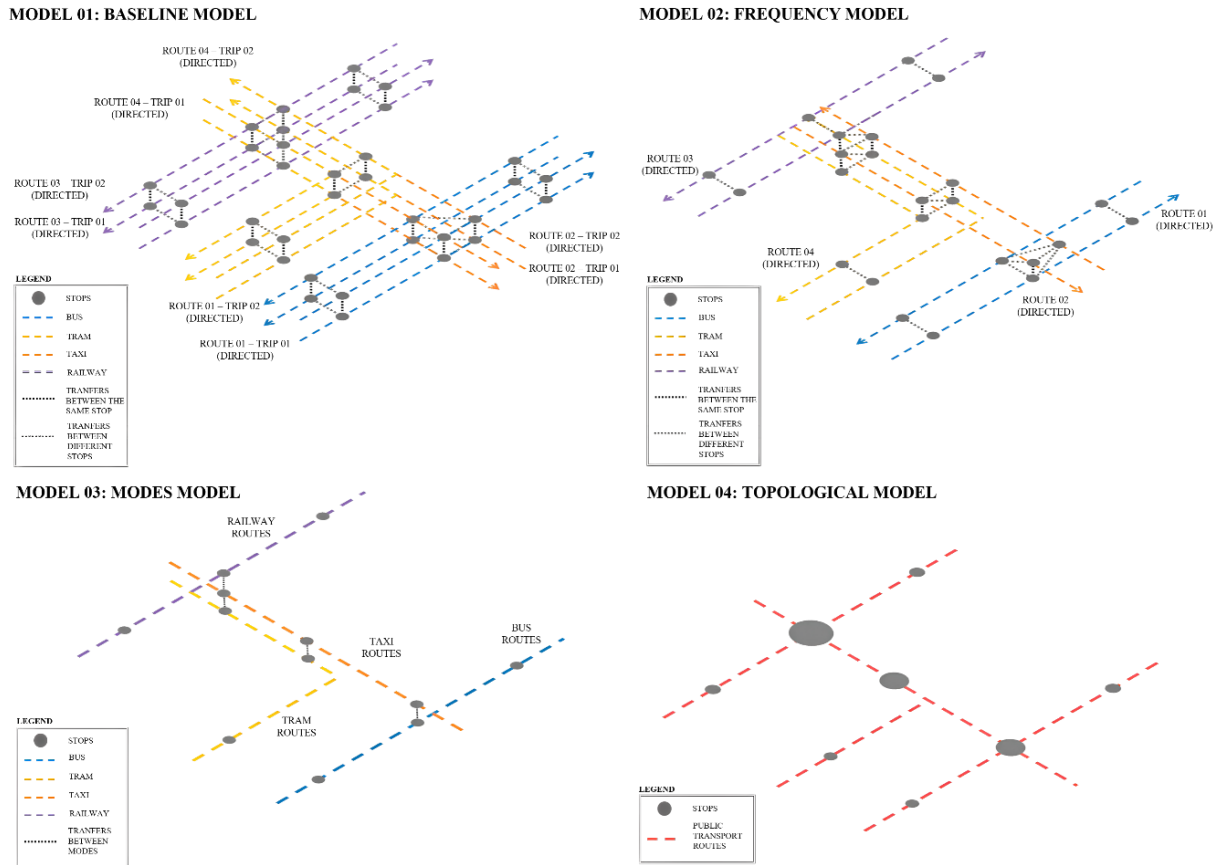 MODEL 01: BASELINE MODEL
ROUTE 04 – TRIP 02
(DIRECTED)
ROUTE 04 – TRIP 01
(DIRECTED)
ROUTE 03   TRIP 02
(DIRECTED)
ROUTE 03 – TRIP 01
(DIRECTED)
ROUTE 02 – TRIP 02
(DIRECTED)
ROUTE 02 – TRIP 01
(DIRECTED)
ROUTE 01 – TRIP 02
(DIRECTED)
ROUTE 01 – TRIP 01
(DIRECTED)
LEGEND
STOPS
BUS
TRAM
TAXI
RAILWAY
TRANFERS
BETWEEN THE
SAME STOP
TRANFERS
BETWEEN
DIFFERENT
STOPS
MODEL 02: FREQUENCY MODEL
ROUTE 03
(DIRECTED)
ROUTE 01
(DIRECTED)
ROUTE 04
(DIRECTED)
ROUTE 02
(DIRECTED)
LEGEND
STOPS
BUS
TRAM
TAXI
RAILWAY
TRANFERS
BETWEEN THE
SAME STOP
TRANFERS
BETWEEN
DIFFERENT
STOPS
MODEL 03: MODES MODEL
RAILWAY
ROUTES
BUS
ROUTES
TAXI
ROUTES
TRAM
ROUTES
LEGEND
STOPS
BUS
TRAM
TAXI
RAILWAY
TRANFERS
BETWEEN
MODES
MODEL 04: TOPOLOGICAL MODEL
LEGEND
STOPS
PUBLIC
TRANSPORT
ROUTES